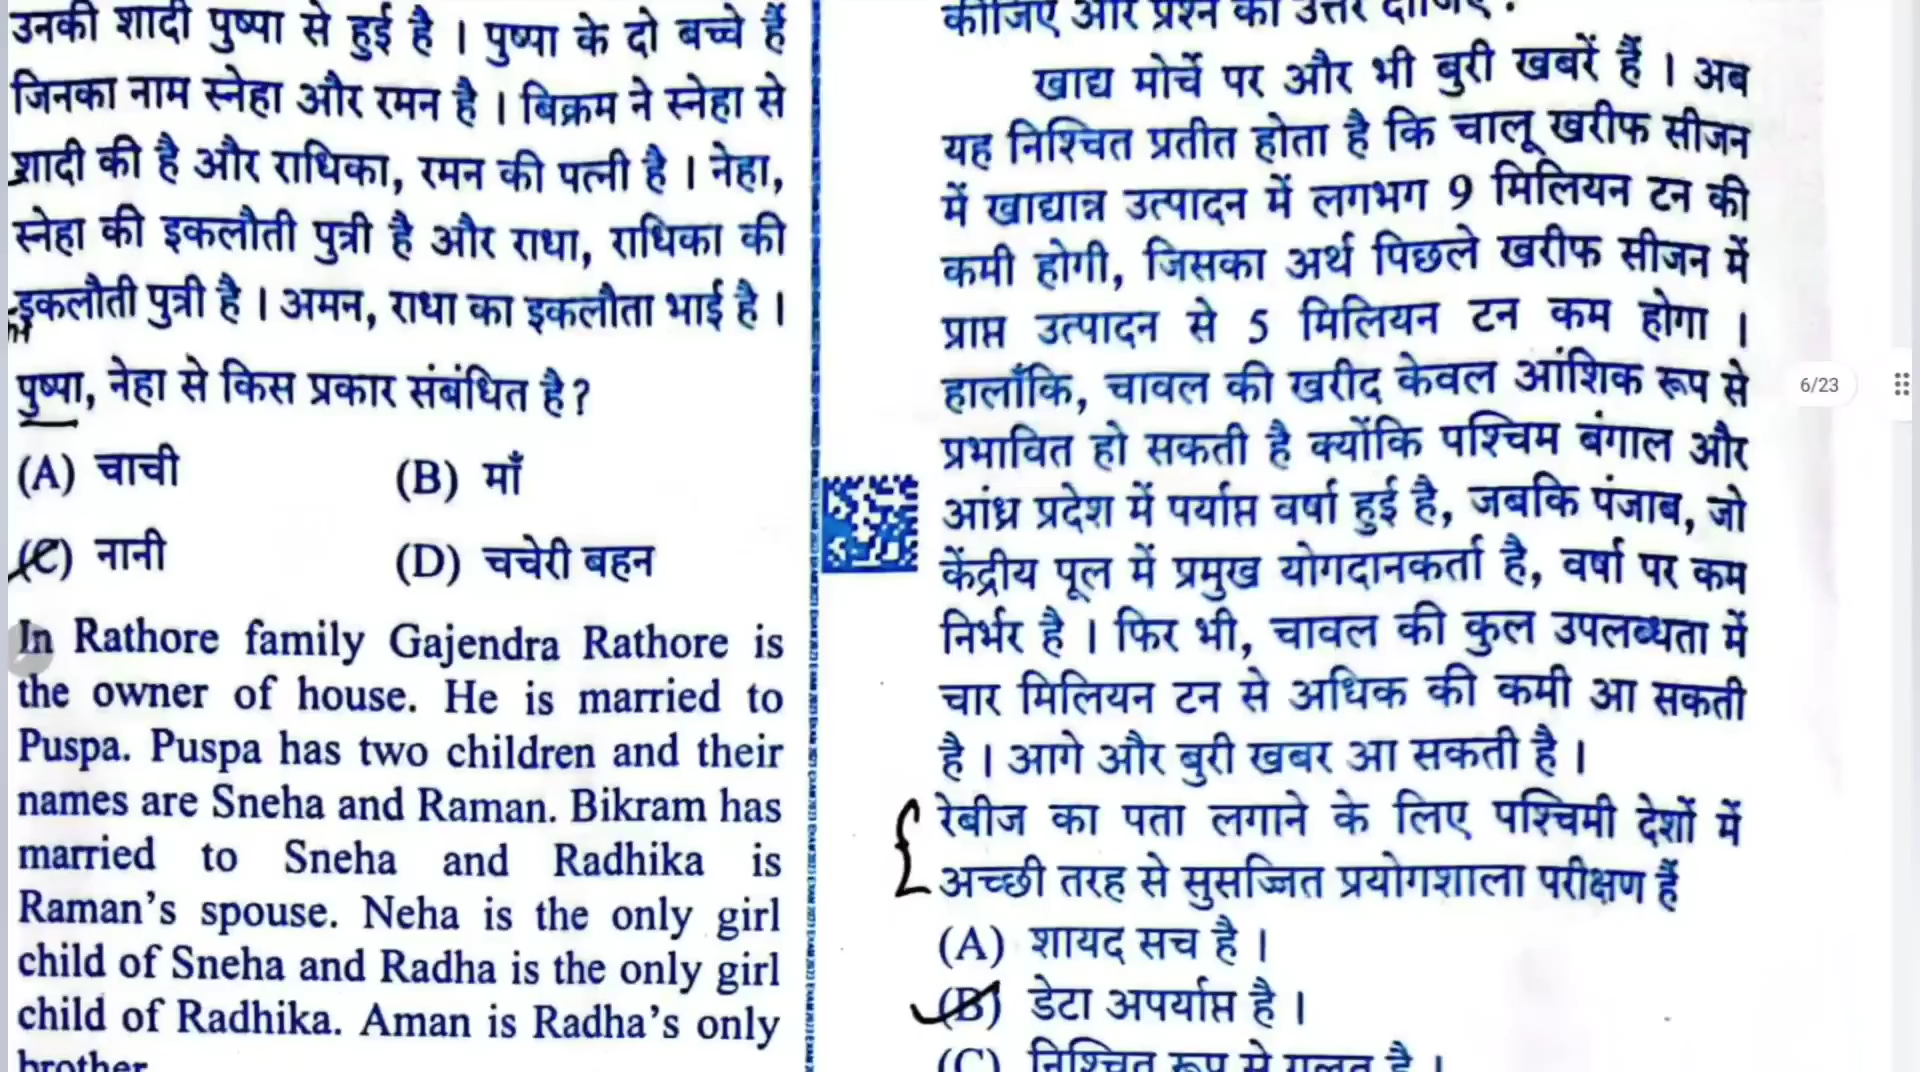 उनकी शादी पुष्पा से हुई है । पुष्पा के दो बच्चे हैं
जिनका नाम स्नेहा और रमन है । बिक्रम ने स्नेहा से
शादी की है और राधिका, रमन की पत्नी है । नेहा,
स्नेहा की इकलौती पुत्री है और राधा, राधिका की
इकलौती पुत्री है । अमन, राधा का इकलौता भाई है ।
पुष्पा, नेहा से किस प्रकार संबंधित है?
(A) चाची (B) माँ
(C) नानी (D) चचेरी बहन
In Rathore family Gajendra Rathore is
the owner of house. He is married to
Puspa. Puspa has two children and their
names are Sneha and Raman. Bikram has
married to Sneha and Radhika is
Raman’s spouse. Neha is the only girl
child of Sneha and Radha is the only girl
child of Radhika. Aman is Radha’s only
brother
कीजिए और प्रश्न का उत्तर दीजिए :
खाद्य मोर्चे पर और भी बुरी खबरें हैं । अब
यह निश्चित प्रतीत होता है कि चालू खरीफ सीजन
में खाद्यान्न उत्पादन में लगभग 9 मिलियन टन की
कमी होगी, जिसका अर्थ पिछले खरीफ सीजन में
प्राप्त उत्पादन से 5 मिलियन टन कम होगा ।
हालाँकि, चावल की खरीद केवल आंशिक रूप से
प्रभावित हो सकती है क्योंकि पश्चिम बंगाल और
आंध्र प्रदेश में पर्याप्त वर्षा हुई है, जबकि पंजाब, जो
केंद्रीय पूल में प्रमुख योगदानकर्ता है, वर्षा पर कम
निर्भर है । फिर भी, चावल की कुल उपलब्धता में
चार मिलियन टन से अधिक की कमी आ सकती
है । आगे और बुरी खबर आ सकती है ।
रेबीज का पता लगाने के लिए पश्चिमी देशों में
अच्छी तरह से सुसज्जित प्रयोगशाला परीक्षण हैं
(A) शायद सच है ।
(B) डेटा अपर्याप्त है ।
(C) निश्चित रूप से गलत है ।
6/23